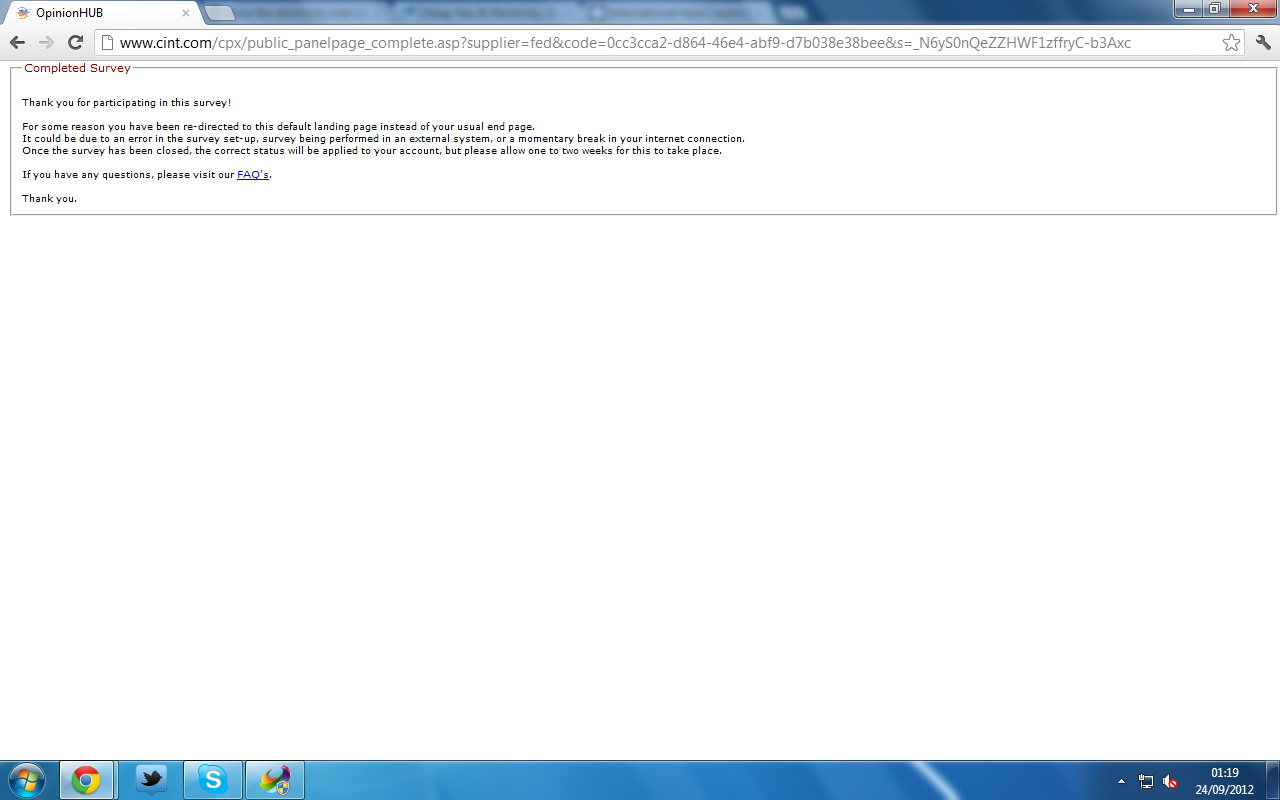 OpinionHUB
www.cint.com/cpx/public_panelpage_complete.asp?supplier=fed&code=0cc3cca2-d864-46e4-abf9-d7b038e38bee&s=_N6yS0nQeZZHWF1zffryC-b3Axc
Completed Survey
Thank you for participating in this survey!
For some reason you have been re-directed to this default landing page instead of your usual end page.
It could be due to an error in the survey set-up, survey being performed in an external system, or a momentary break in your internet connection.
Once the survey has been closed, the correct status will be applied to your account, but please allow one to two weeks for this to take place.
If you have any questions, please visit our FAQ's.
Thank you.
01:19
24/09/2012